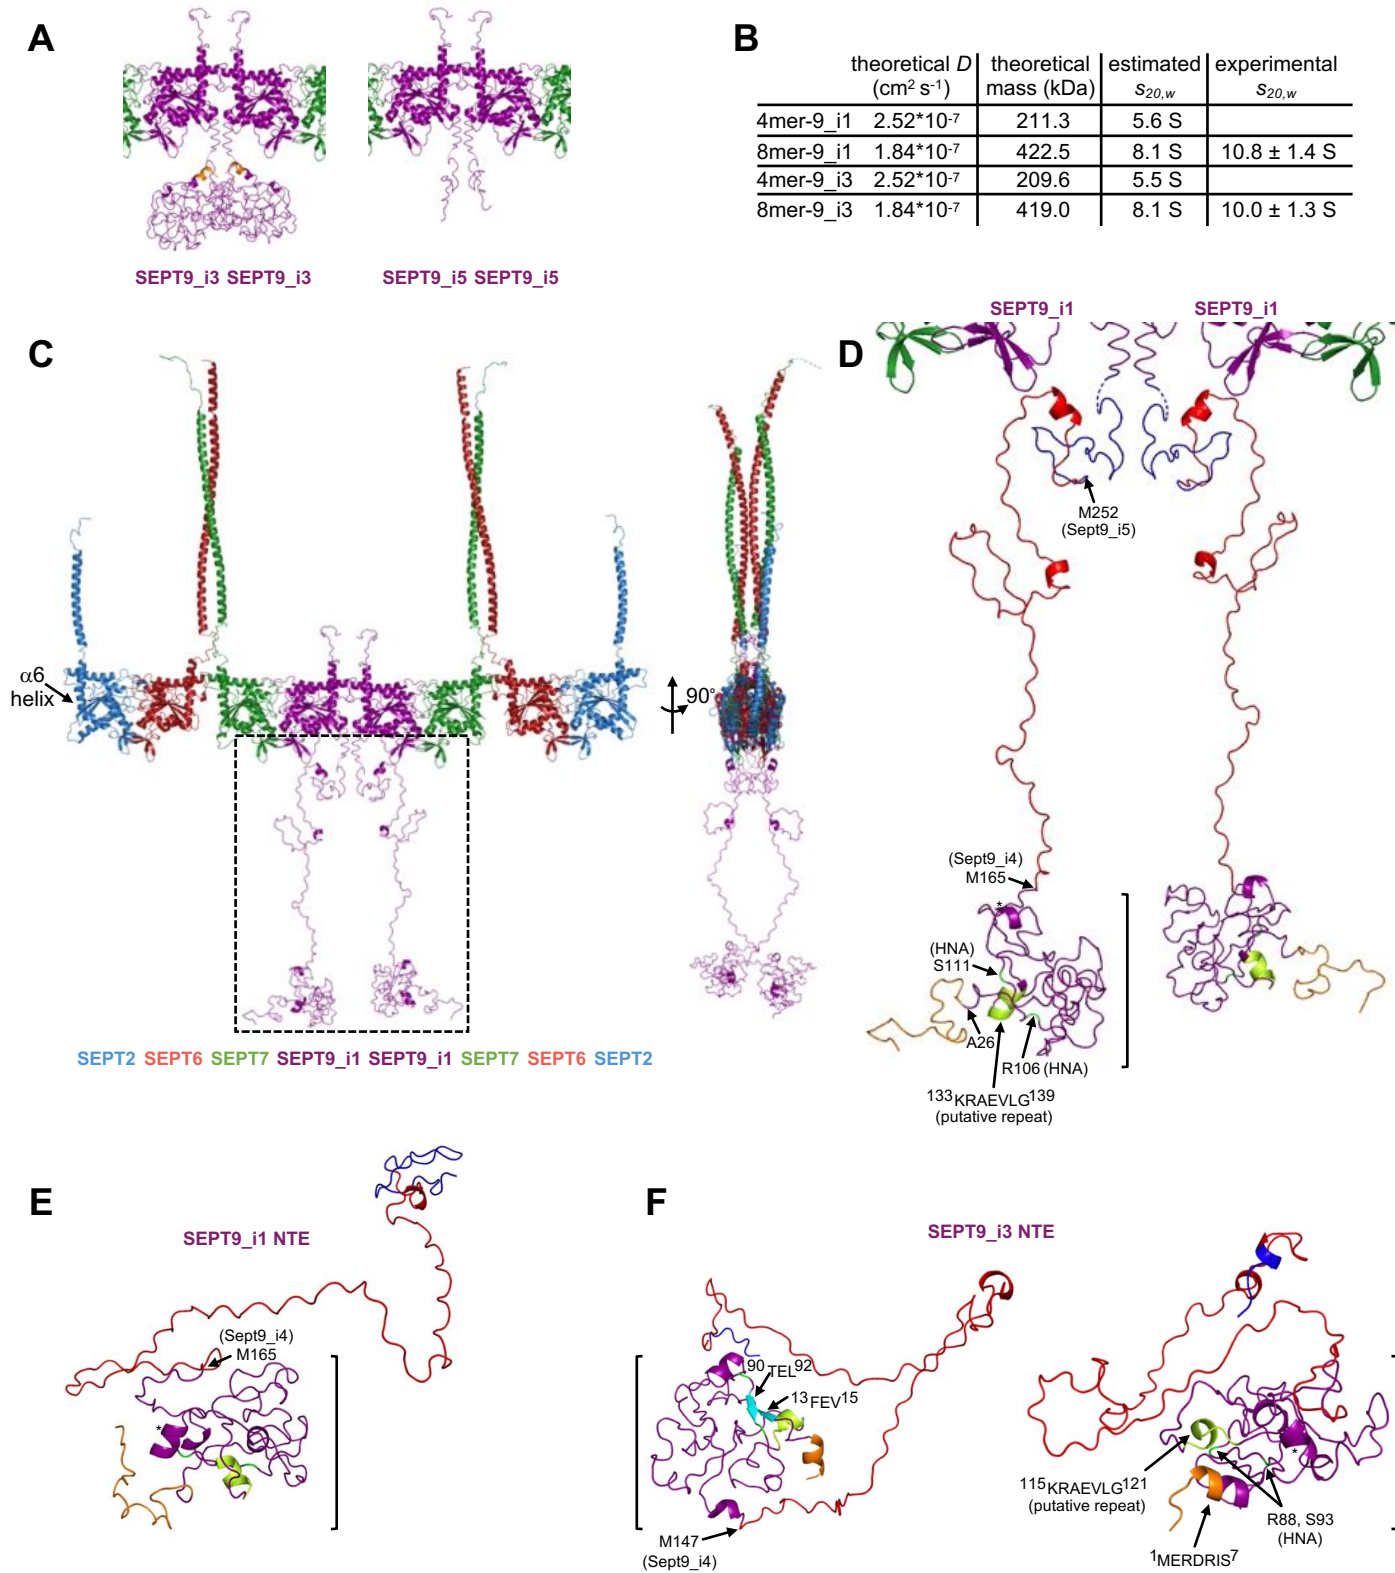 A
SEPT9_i3 SEPT9_i3
SEPT9_i5 SEPT9_i5
B
theoretical D (cm² s⁻¹) theoretical mass (kDa) estimated s20,w experimental s20,w
4mer-9_i1 2.52*10⁻⁷ 211.3 5.6 S
8mer-9_i1 1.84*10⁻⁷ 422.5 8.1 S 10.8 ± 1.4 S
4mer-9_i3 2.52*10⁻⁷ 209.6 5.5 S
8mer-9_i3 1.84*10⁻⁷ 419.0 8.1 S 10.0 ± 1.3 S
C
α6
helix
90°
SEPT2 SEPT6 SEPT7 SEPT9_i1 SEPT9_i1 SEPT7 SEPT6 SEPT2
D
SEPT9_i1 SEPT9_i1
M252
(Sept9_i5)
(Sept9_i4)
M165
*
(HNA)
S111
A26
R106 (HNA)
¹³³KRAEVLG¹³⁹
(putative repeat)
E
SEPT9_i1 NTE
(Sept9_i4)
M165
*
F
SEPT9_i3 NTE
⁹⁰TEL⁹²
¹³FEV¹⁵
M147
(Sept9_i4)
*
¹¹⁵KRAEVLG¹²¹
(putative repeat)
R88, S93
(HNA)
¹MERDRIS⁷